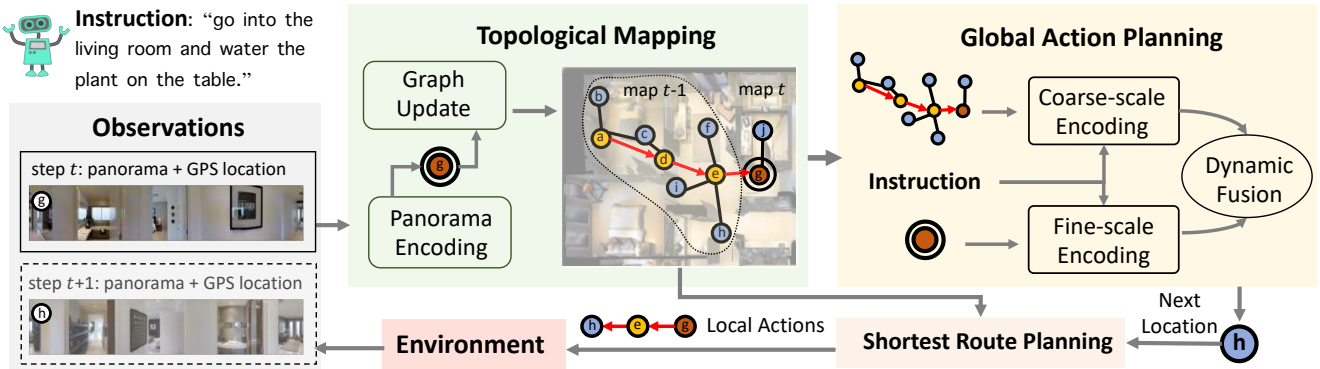 Instruction: “go into the
living room and water the
plant on the table.”
Observations
step t: panorama + GPS location
g
step t+1: panorama + GPS location
h
Topological Mapping
Graph
Update
g
Panorama
Encoding
map t-1
map t
b
a
c
d
f
j
e
g
i
h
Global Action Planning
Coarse-scale
Encoding
Instruction
Dynamic
Fusion
Fine-scale
Encoding
Next
Location
h
Shortest Route Planning
h e g Local Actions
Environment